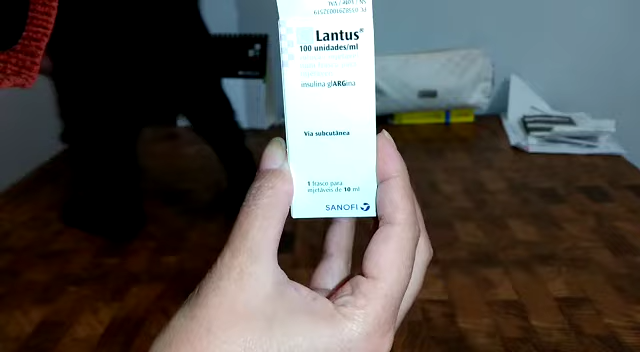 Lantus®
100 unidades/ml
insulina glARGina
Via subcutânea
1 frasco para
injetáveis de 10 ml
SANOFI